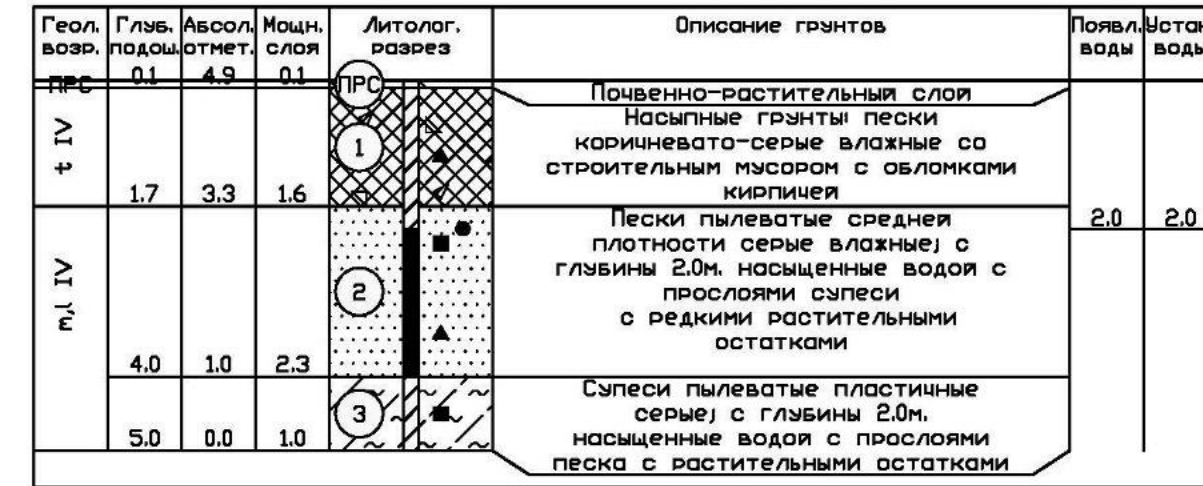 Геол. Глуб. Абсол. Мощн. Литолог. Описание грунтов Появл. Устан
возр. подош. отмет. слоя разрез воды воды
ПРС 0.1 4.9 0.1 ПРС Почвенно-растительный слой
t IV 1.7 3.3 1.6 1 Насыпные грунты: пески
коричневато-серые влажные со
строительным мусором с обломками
кирпичей
m,l IV 4.0 1.0 2.3 2 Пески пылеватые средней 2.0 2.0
плотности серые влажные; с
глубины 2.0м. насыщенные водой с
прослоями супеси
с редкими растительными
остатками
5.0 0.0 1.0 3 Супеси пылеватые пластичные
серые; с глубины 2.0м.
насыщенные водой с прослоями
песка с растительными остатками